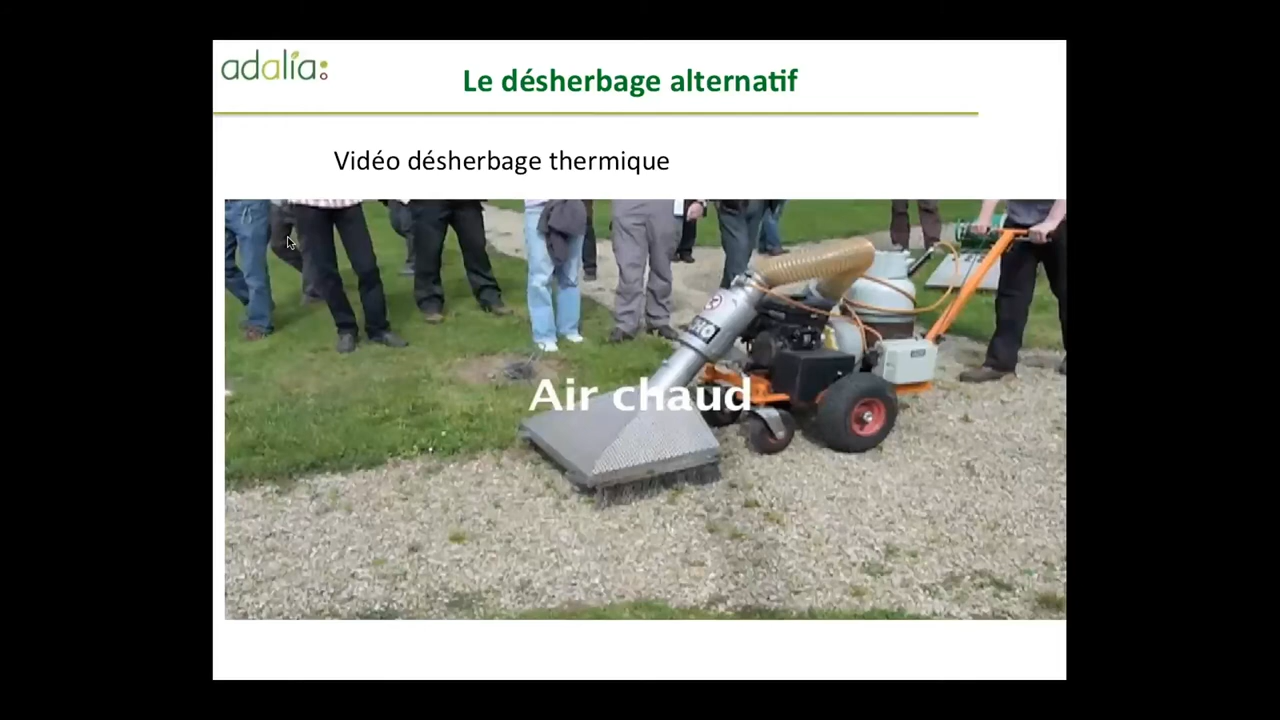 adalia
Le désherbage alternatif
Vidéo désherbage thermique
Air chaud